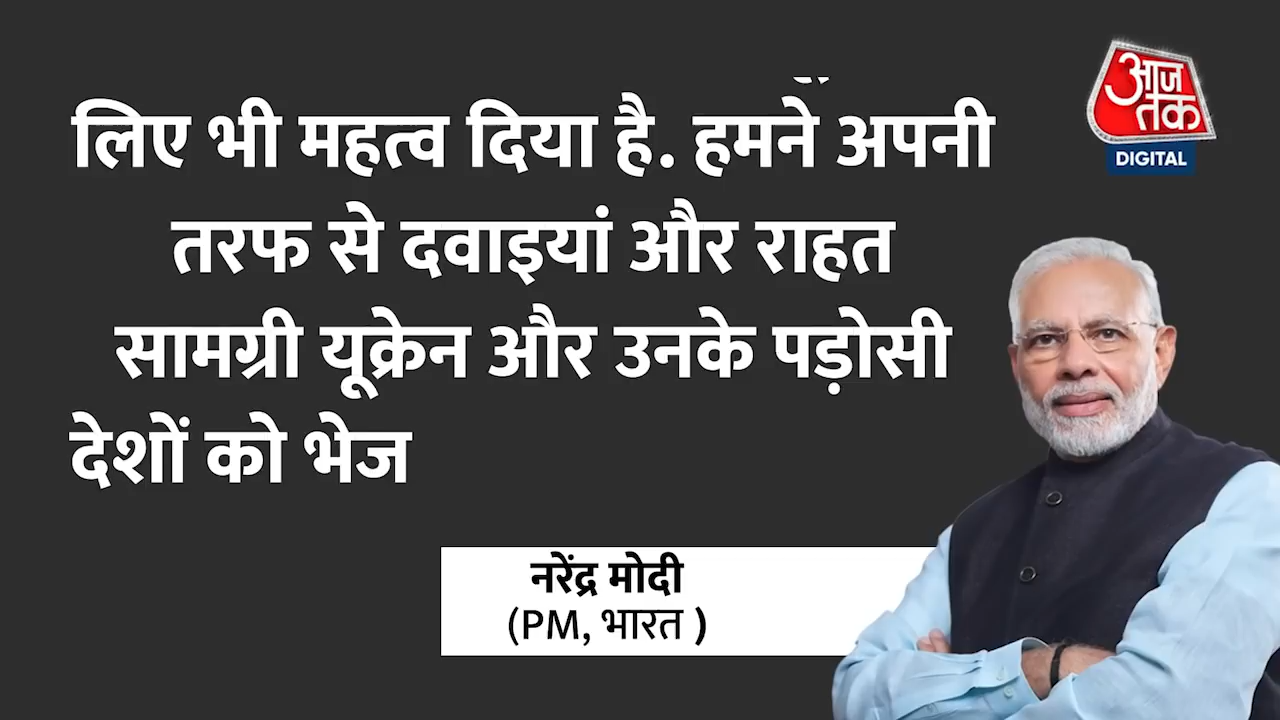 आज
तक
DIGITAL
लिए भी महत्व दिया है. हमने अपनी
तरफ से दवाइयां और राहत
सामग्री यूक्रेन और उनके पड़ोसी
देशों को भेज
नरेंद्र मोदी
(PM, भारत )